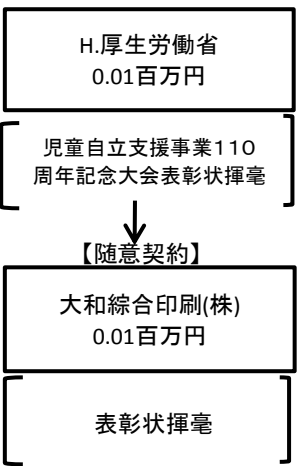 H.厚生労働省
0.01百万円
児童自立支援事業110
周年記念大会表彰状揮毫
【随意契約】
大和綜合印刷(株)
0.01百万円
表彰状揮毫